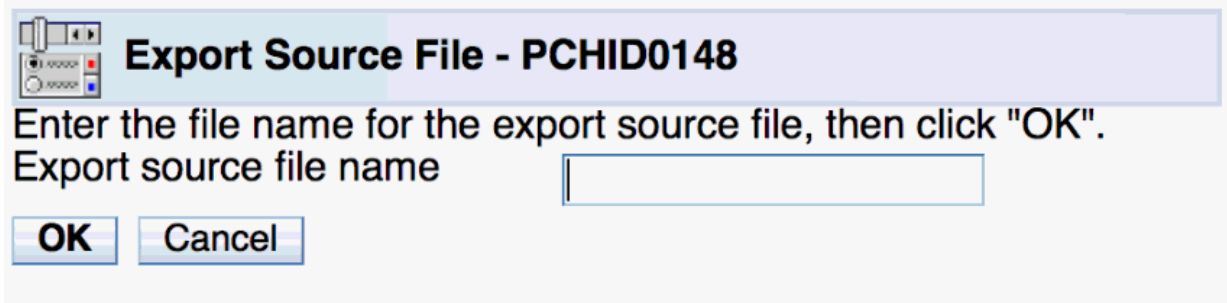 Export Source File - PCHID0148
Enter the file name for the export source file, then click "OK".
Export source file name
OK Cancel